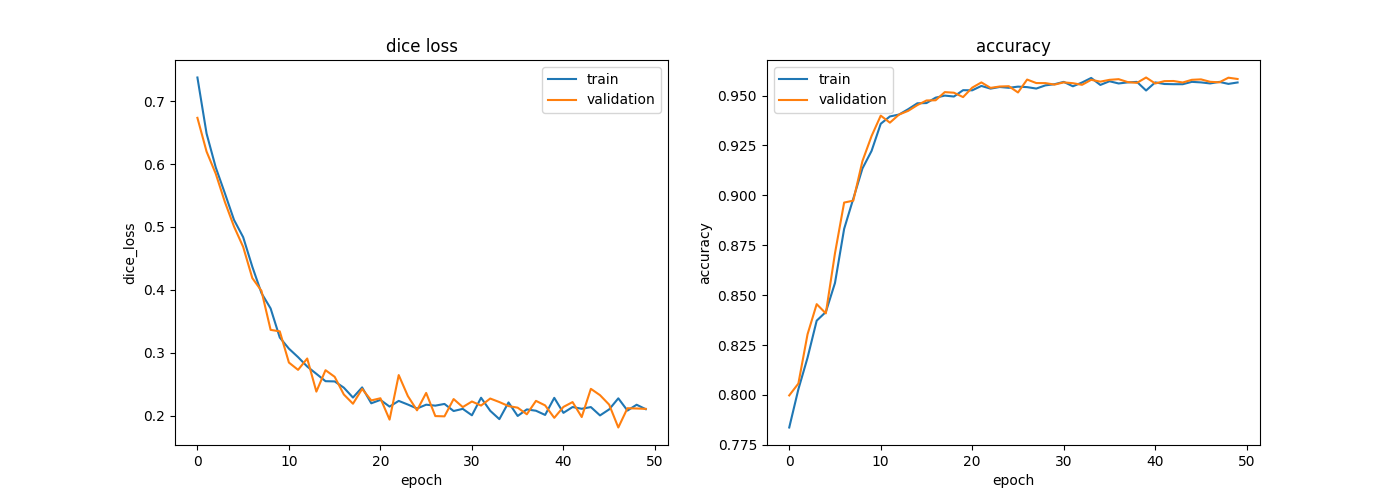 dice loss
train
validation
0.7
0.6
0.5
0.4
0.3
0.2
dice_loss
0 10 20 30 40 50
epoch
accuracy
train
validation
0.950
0.925
0.900
0.875
0.850
0.825
0.800
0.775
accuracy
0 10 20 30 40 50
epoch